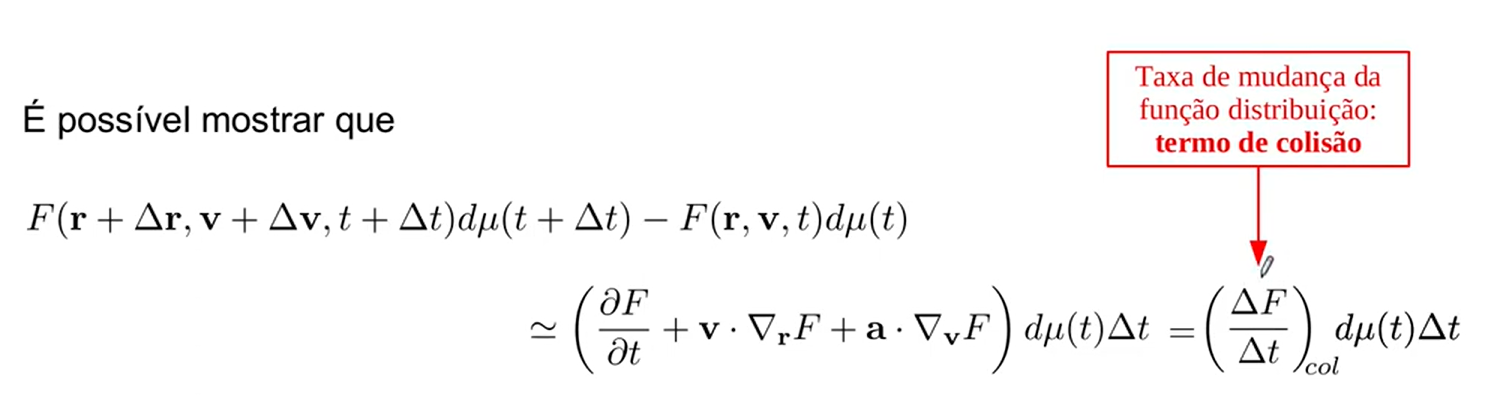 Taxa de mudança da
função distribuição:
termo de colisão
É possível mostrar que
F(r + Δr, v + Δv, t + Δt)dμ(t + Δt) − F(r, v, t)dμ(t)
≃ (∂F/∂t + v · ∇_r F + a · ∇_v F) dμ(t)Δt = (ΔF/Δt)_col dμ(t)Δt